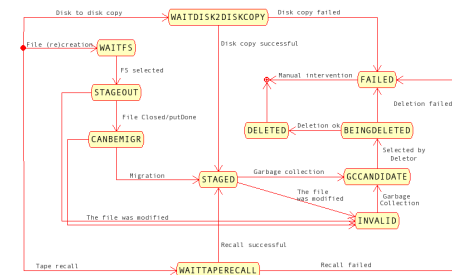 Disk to disk copy
WAITDISK2DISKCOPY
Disk copy failed
File (re)creation
WAITFS
Disk copy successful
FS selected
Manual intervention
FAILED
STAGEOUT
Deletion failed
File Closed/putDone
DELETED
Deletion ok
BEINGDELETED
CANBEMIGR
Selected by
Deletor
Migration
STAGED
Garbage collection
GCCANDIDATE
The file
was modified
Garbage
Collection
The file was modified
INVALID
Recall successful
Tape recall
WAITTAPERECALL
Recall failed